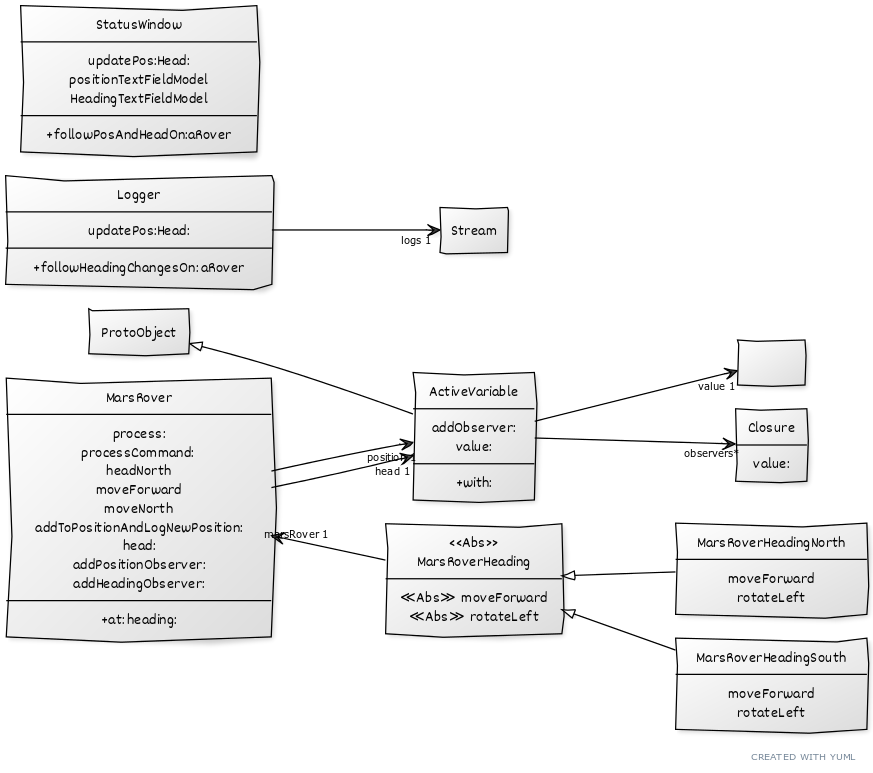 StatusWindow
updatePos:Head:
positionTextFieldModel
HeadingTextFieldModel
+followPosAndHeadOn:aRover
Logger
updatePos:Head:
+followHeadingChangesOn:aRover
logs 1
Stream
ProtoObject
MarsRover
process:
processCommand:
headNorth
moveForward
moveNorth
addToPositionAndLogNewPosition:
head:
addPositionObserver:
addHeadingObserver:
+at:heading:
position 1
head 1
ActiveVariable
addObserver:
value:
+with:
value 1
observers*
Closure
value:
marsRover 1
<<Abs>>
MarsRoverHeading
≪Abs≫ moveForward
≪Abs≫ rotateLeft
MarsRoverHeadingNorth
moveForward
rotateLeft
MarsRoverHeadingSouth
moveForward
rotateLeft
CREATED WITH YUML